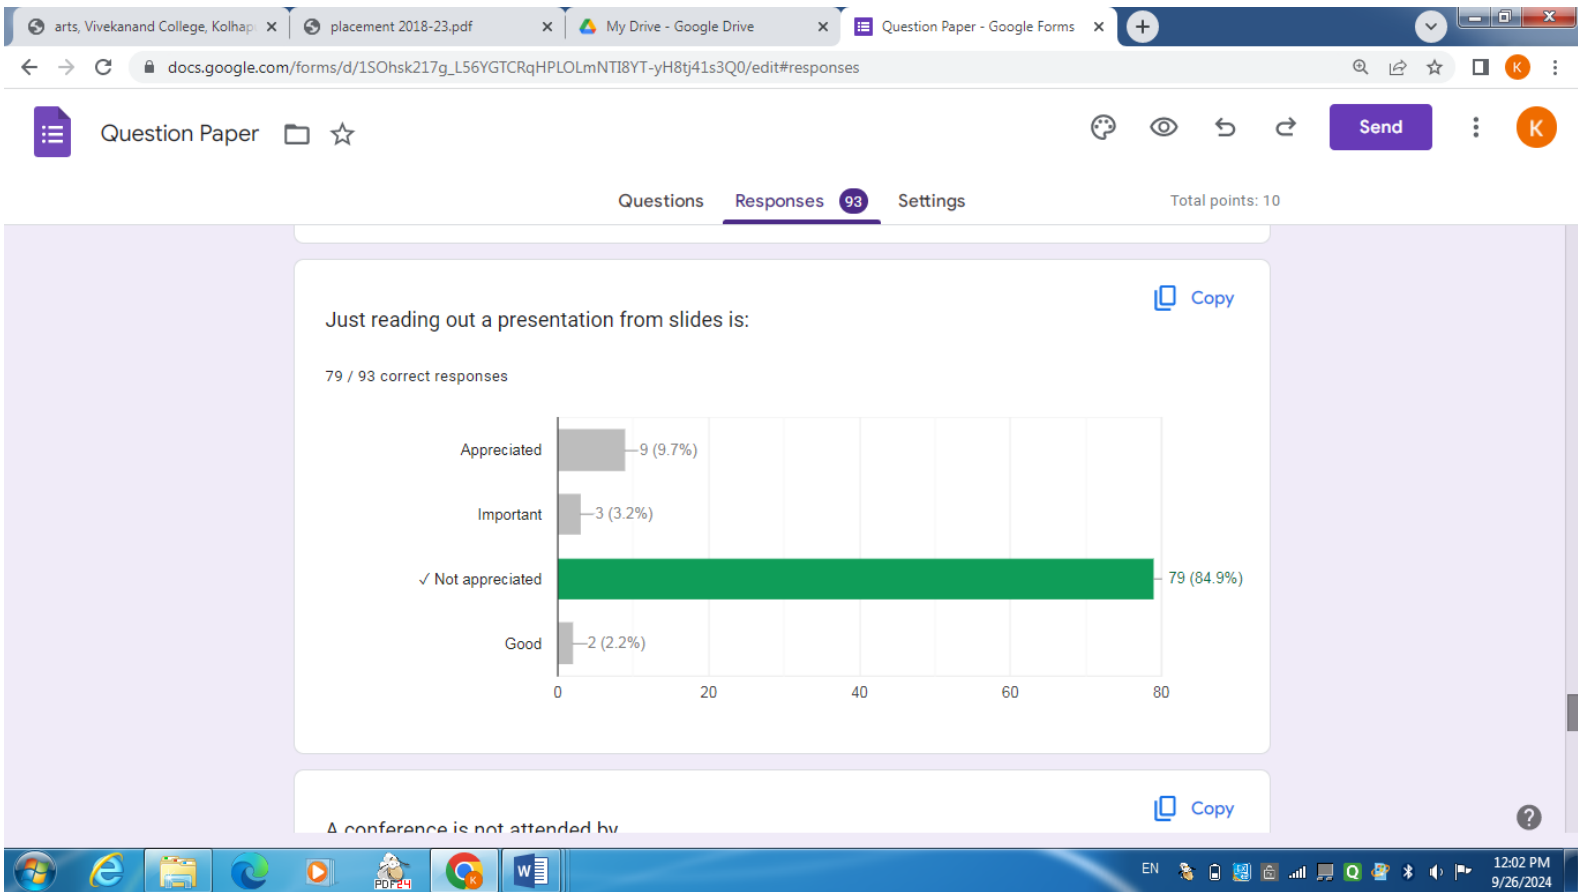 arts, Vivekanand College, Kolhap
placement 2018-23.pdf
My Drive - Google Drive
Question Paper - Google Forms
docs.google.com/forms/d/1SOhsk217g_L56YGTCRqHPLOLmNTI8YT-yH8tj41s3Q0/edit#responses
K
Question Paper
Send
K
Questions
Responses 93
Settings
Total points: 10
Copy
Just reading out a presentation from slides is:
79 / 93 correct responses
Appreciated
9 (9.7%)
Important
3 (3.2%)
✓ Not appreciated
79 (84.9%)
Good
2 (2.2%)
0 20 40 60 80
Copy
A conference is not attended by
PDF24
EN
12:02 PM
9/26/2024